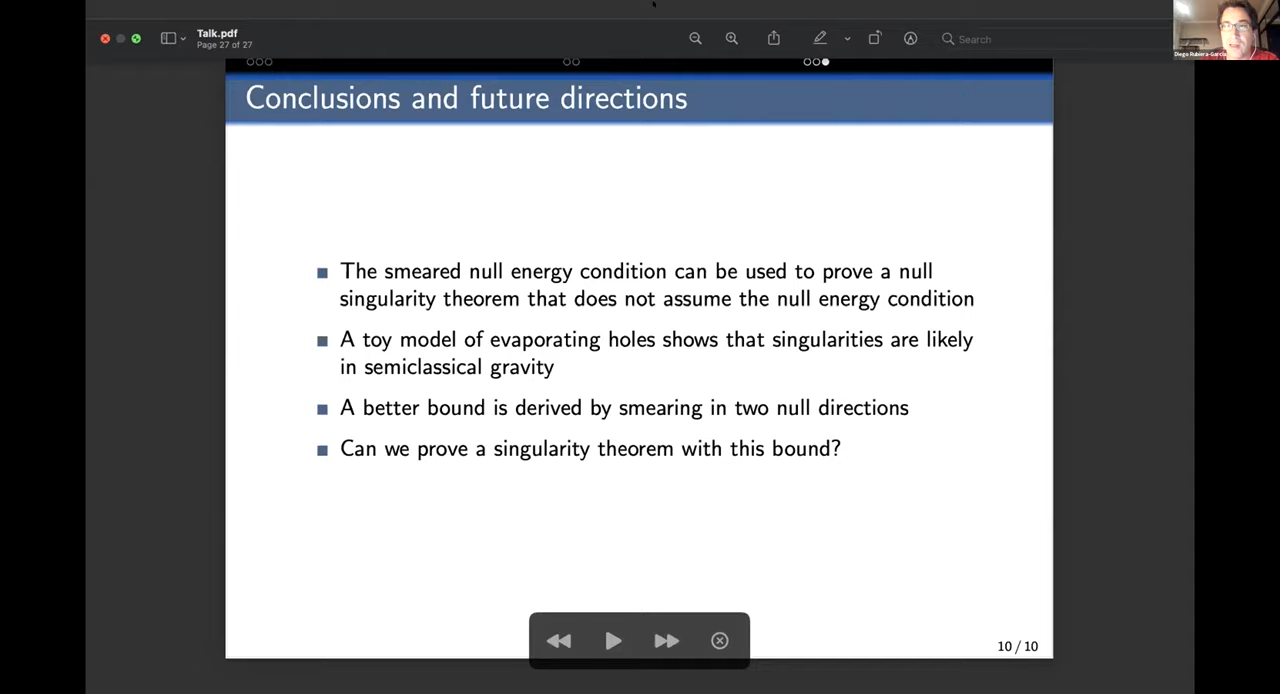 Talk.pdf
Page 27 of 27
Search
Diego Rubiera-Garcia
Conclusions and future directions
The smeared null energy condition can be used to prove a null
singularity theorem that does not assume the null energy condition
A toy model of evaporating holes shows that singularities are likely
in semiclassical gravity
A better bound is derived by smearing in two null directions
Can we prove a singularity theorem with this bound?
10 / 10